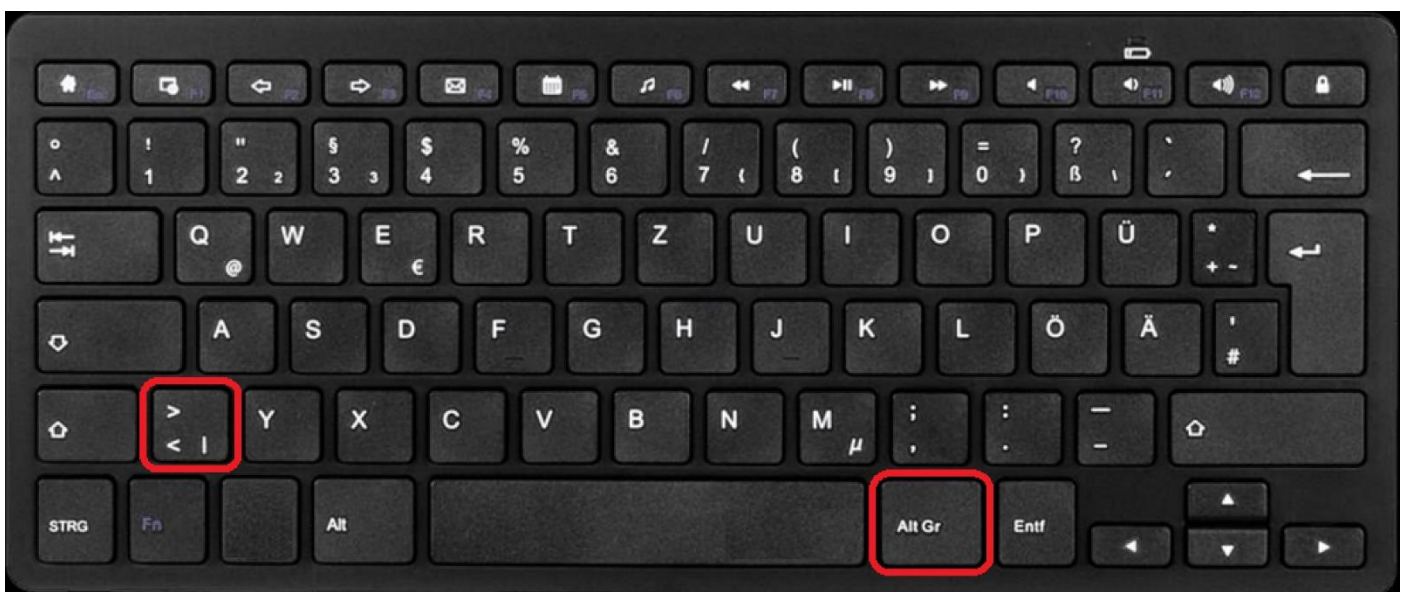 Esc F1 F2 F3 F4 F5 F6 F7 F8 F9 F10 F11 F12
° ! " § $ % & / ( ) = ? `
^ 1 2 2 3 3 4 5 6 7 { 8 [ 9 ] 0 } ß \ ´
Q W E R T Z U I O P Ü *
@ € + ~
A S D F G H J K L Ö Ä '
#
> Y X C V B N M ; : _
< | µ , . -
STRG Fn Alt Alt Gr Entf